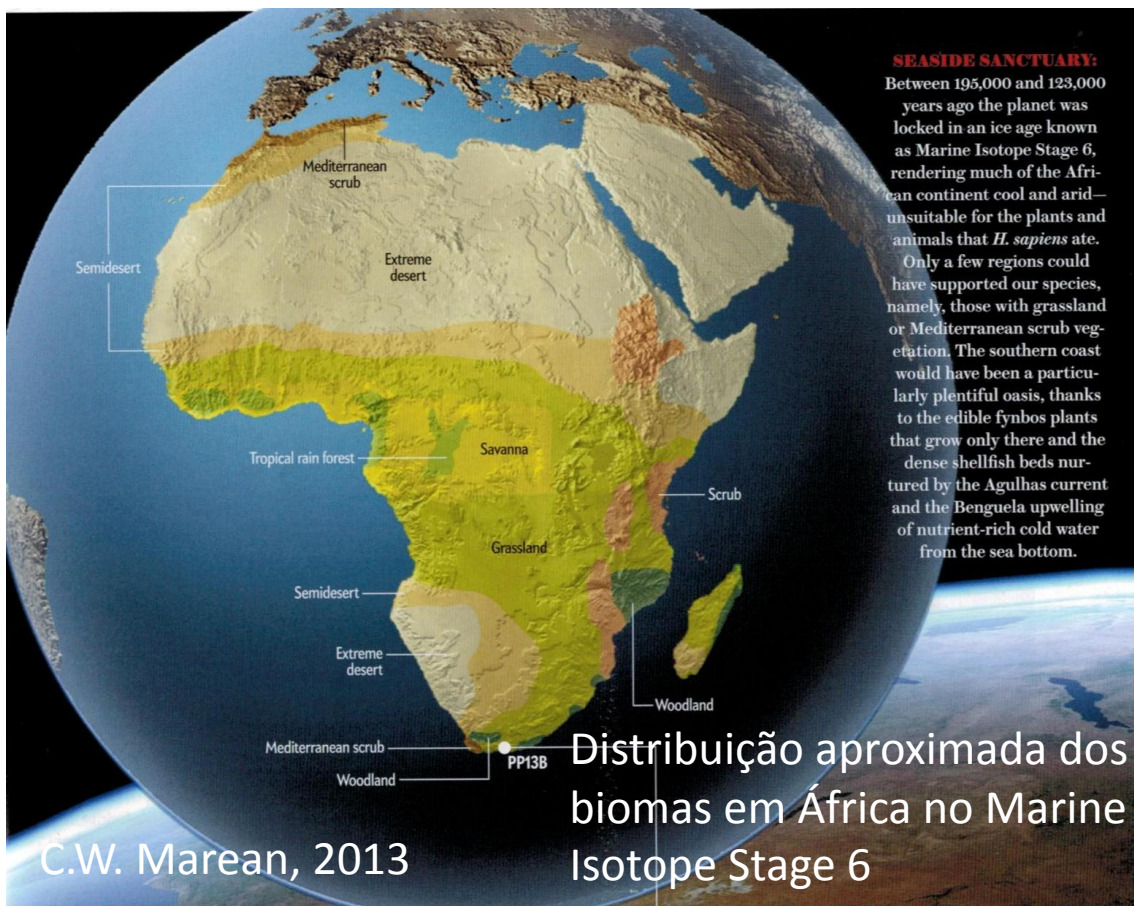 SEASIDE SANCTUARY:
Between 195,000 and 123,000
years ago the planet was
locked in an ice age known
as Marine Isotope Stage 6,
rendering much of the Afri-
can continent cool and arid—
unsuitable for the plants and
animals that H. sapiens ate.
Only a few regions could
have supported our species,
namely, those with grassland
or Mediterranean scrub veg-
etation. The southern coast
would have been a particu-
larly plentiful oasis, thanks
to the edible fynbos plants
that grow only there and the
dense shellfish beds nur-
tured by the Agulhas current
and the Benguela upwelling
of nutrient-rich cold water
from the sea bottom.
Mediterranean
scrub
Semidesert
Extreme
desert
Tropical rain forest
Savanna
Scrub
Grassland
Semidesert
Extreme
desert
Woodland
Mediterranean scrub
PP13B
Woodland
Distribuição aproximada dos
biomas em África no Marine
Isotope Stage 6
C.W. Marean, 2013